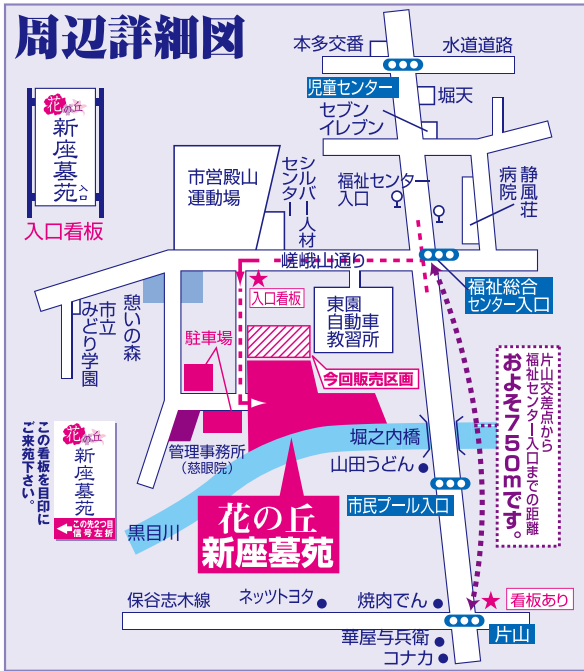 周辺詳細図
本多交番
水道道路
児童センター
堀天
セブン
イレブン
花の丘
新座墓苑
入口
入口看板
市営殿山
運動場
シルバー人材
センター
福祉センター
入口
静風荘
病院
嵯峨山通り
福祉総合
センター入口
入口看板
東園
自動車
教習所
憩いの森
市立
みどり学園
駐車場
今回販売区画
片山交差点から
福祉センター入口までの距離
およそ750mです。
この看板を目印に
ご来苑下さい。
花の丘
新座墓苑
この先2つ目
信号左折
管理事務所
(慈眼院)
堀之内橋
山田うどん
市民プール入口
黒目川
花の丘
新座墓苑
保谷志木線
ネッツトヨタ
焼肉でん
看板あり
片山
華屋与兵衛
コナカ